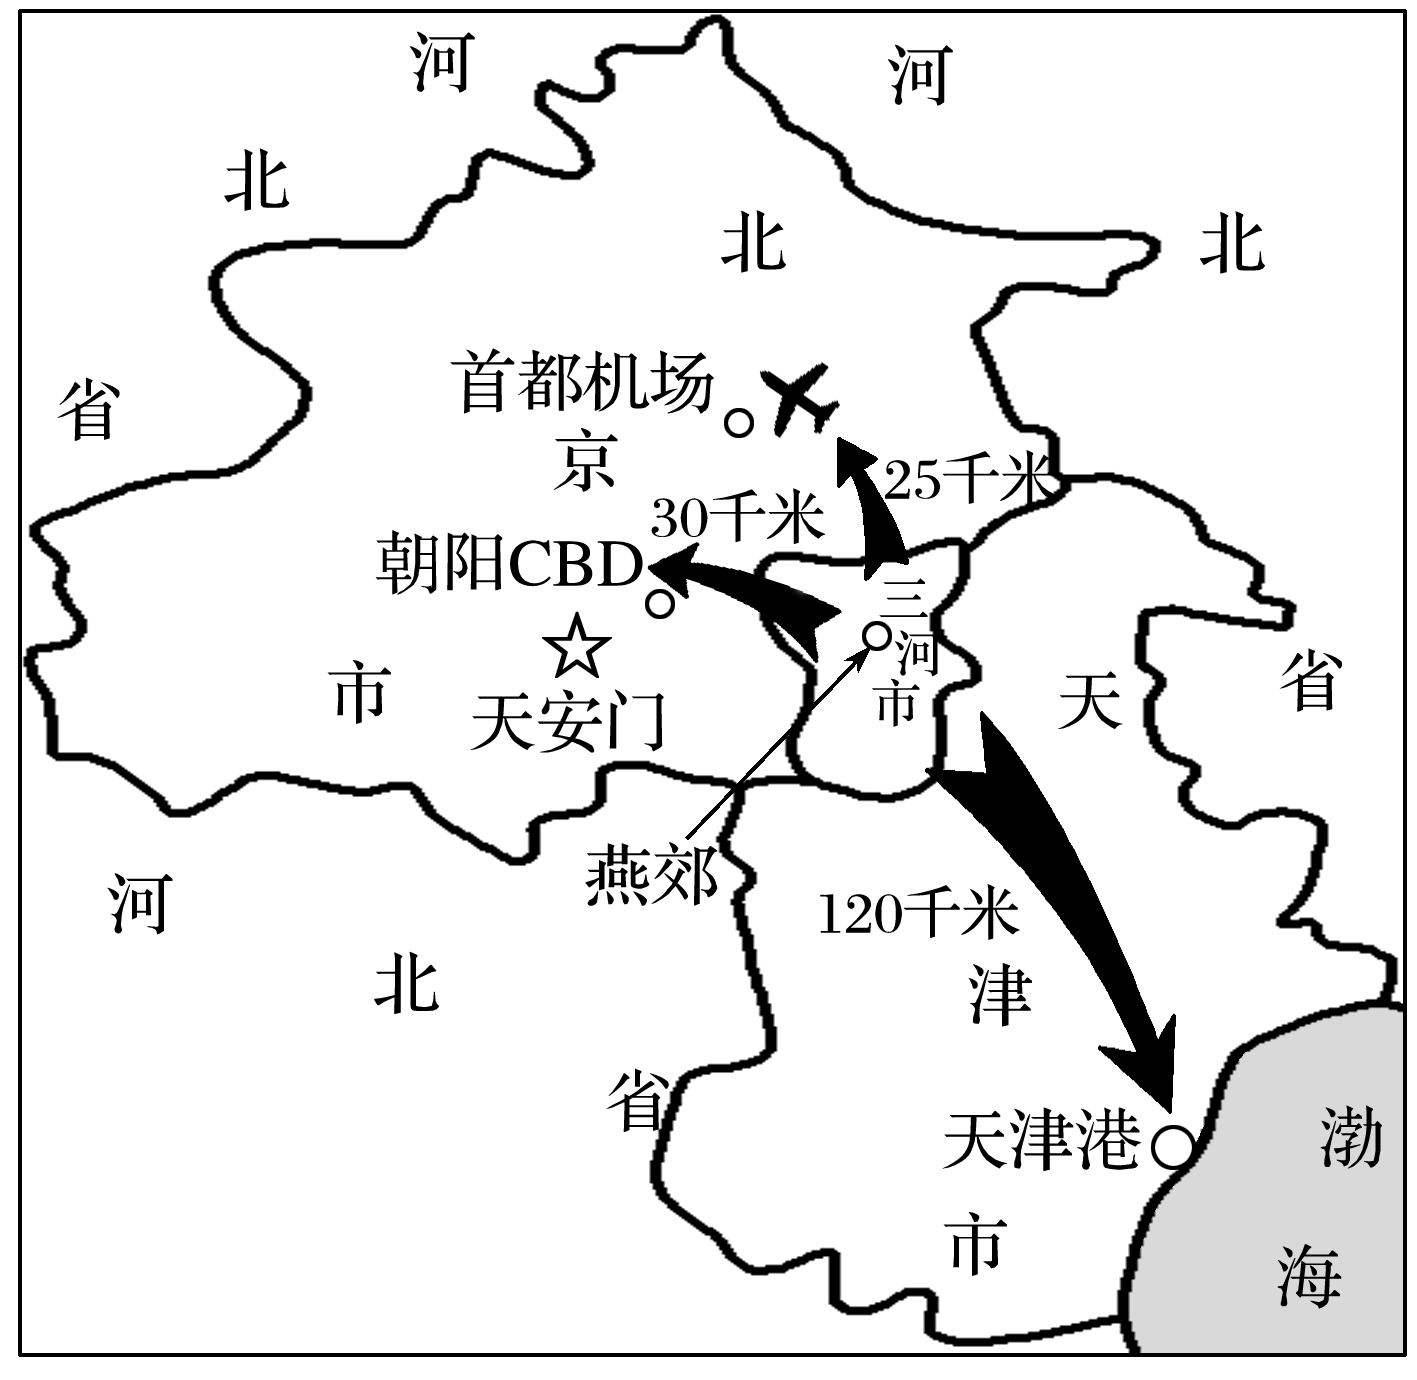 河
河
北
北
北
首都机场
省
京
25千米
30千米
朝阳CBD
三
河
市
省
市
天
天安门
燕郊
河
120千米
北
津
省
天津港
渤
市
海